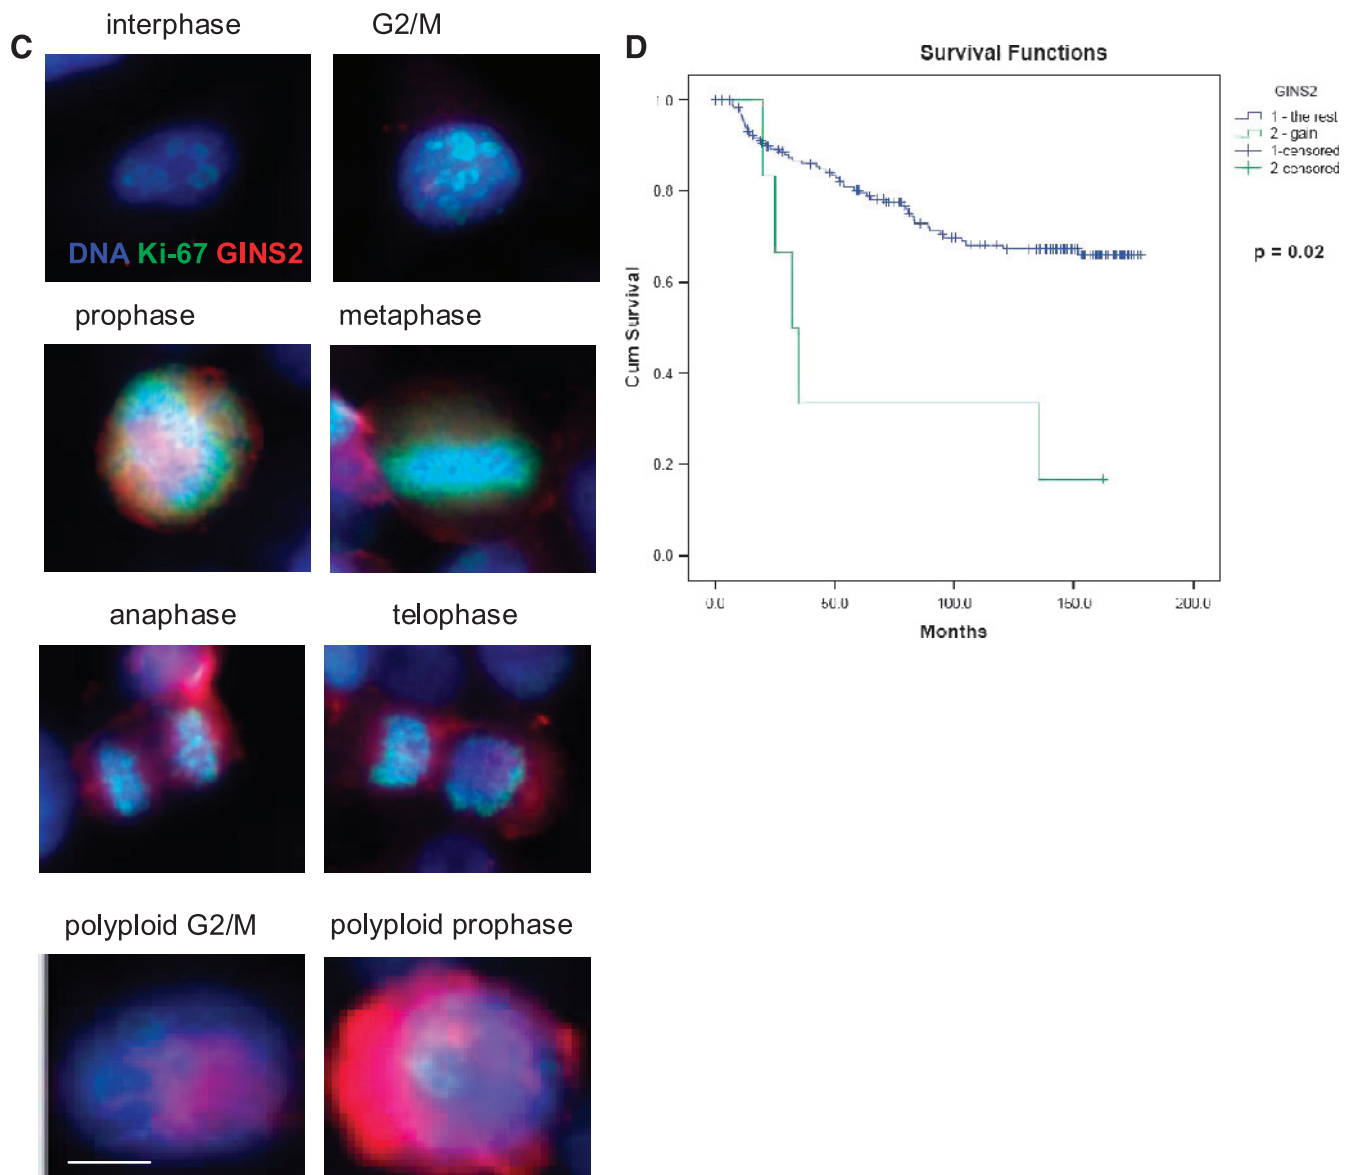 C
interphase
G2/M
DNA Ki-67 GINS2
prophase
metaphase
anaphase
telophase
polyploid G2/M
polyploid prophase
D
Survival Functions
1 0
0.8
0.6
0.4
0.2
0.0
Cum Survival
0.0 50.0 100.0 150.0 200.0
Months
GINS2
1 - the rest
2 - gain
1-censored
2 censored
p = 0.02